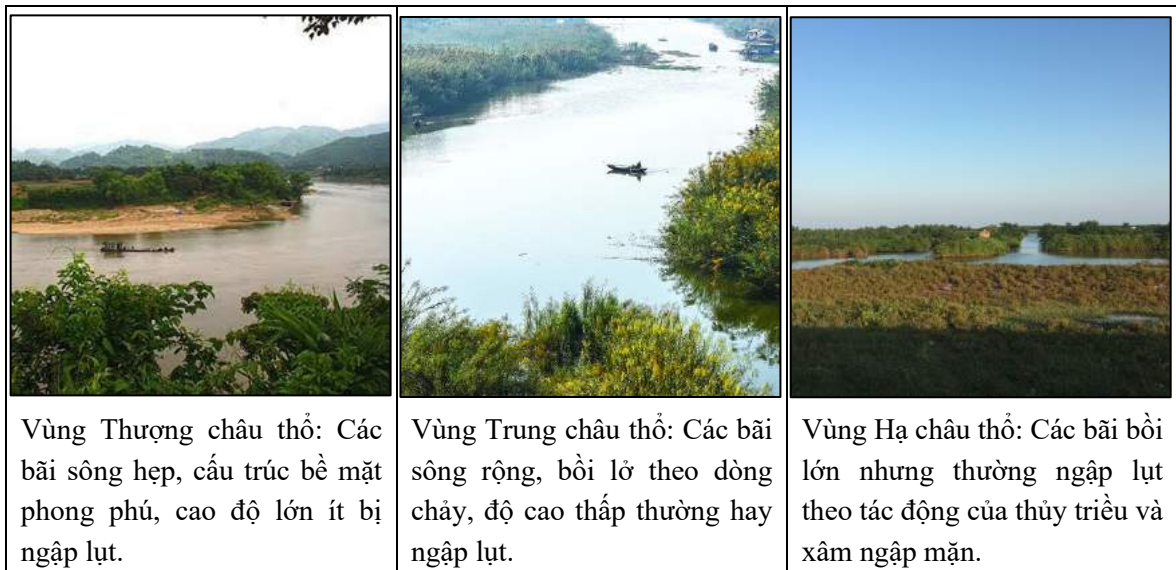 Vùng Thượng châu thổ: Các
bãi sông hẹp, cấu trúc bề mặt
phong phú, cao độ lớn ít bị
ngập lụt.
Vùng Trung châu thổ: Các bãi
sông rộng, bồi lở theo dòng
chảy, độ cao thấp thường hay
ngập lụt.
Vùng Hạ châu thổ: Các bãi bồi
lớn nhưng thường ngập lụt
theo tác động của thủy triều và
xâm ngập mặn.